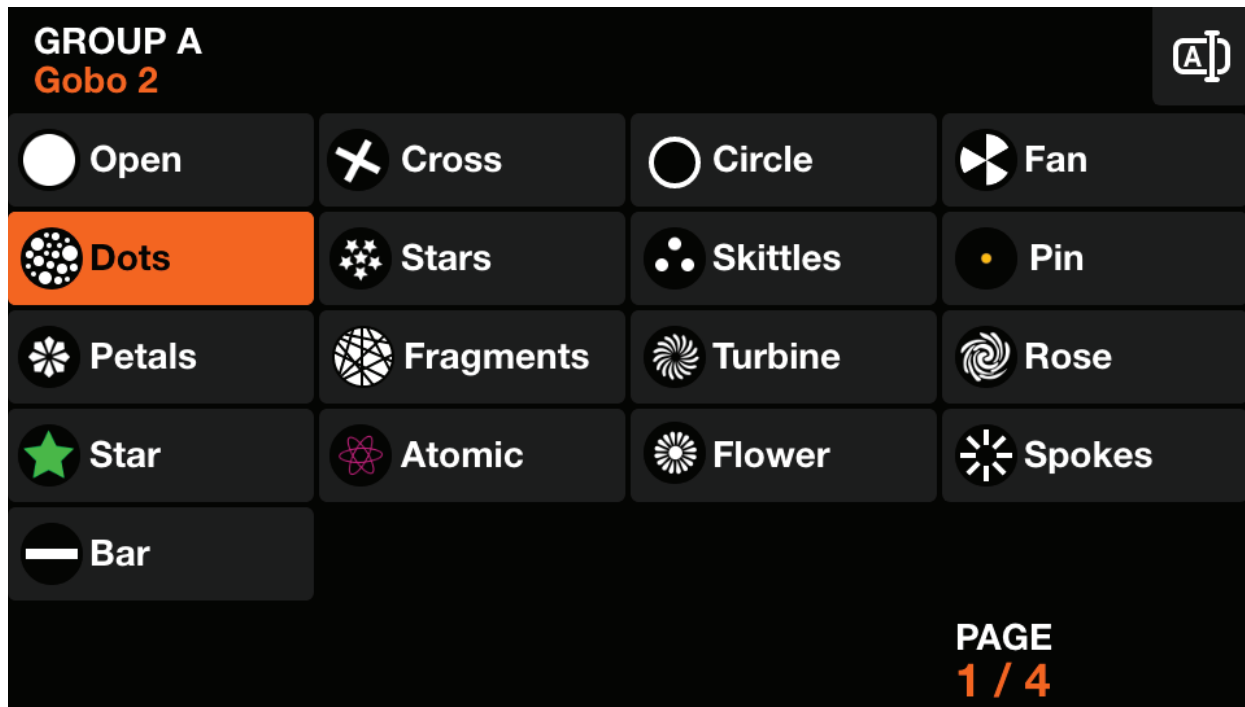 GROUP A
Gobo 2
A
Open
Cross
Circle
Fan
Dots
Stars
Skittles
Pin
Petals
Fragments
Turbine
Rose
Star
Atomic
Flower
Spokes
Bar
PAGE
1 / 4